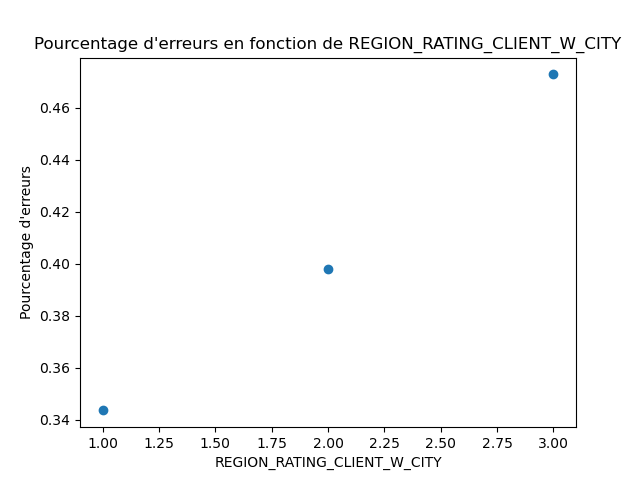 Pourcentage d'erreurs en fonction de REGION_RATING_CLIENT_W_CITY
Pourcentage d'erreurs
0.46
0.44
0.42
0.40
0.38
0.36
0.34
1.00 1.25 1.50 1.75 2.00 2.25 2.50 2.75 3.00
REGION_RATING_CLIENT_W_CITY